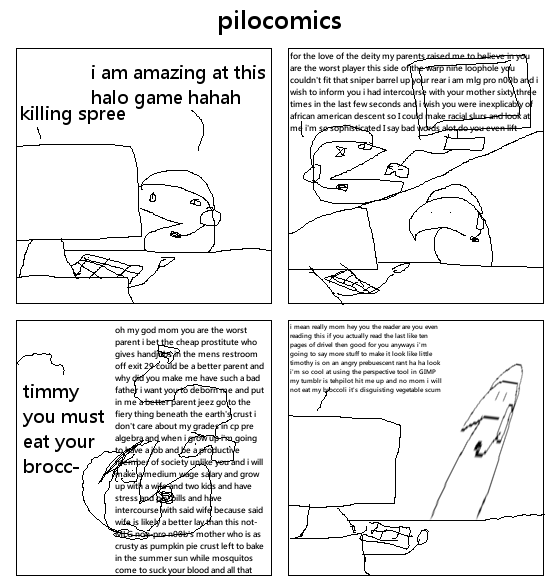 pilocomics
i am amazing at this
halo game hahah
killing spree
for the love of the deity my parents raised me to believe in you
are the worst player this side of the warp nine loophole you
couldn't fit that sniper barrel up your rear i am mlg pro n00b and i
wish to inform you i had intercourse with your mother sixty three
times in the last few seconds and i wish you were inexplicably of
african american descent so I could make racial slurs and look at
me i'm so sophisticated I say bad words alot do you even lift
timmy
you must
eat your
brocc-
oh my god mom you are the worst
parent i bet the cheap prostitute who
gives handjobs in the mens restroom
off exit 29 could be a better parent and
why did you make me have such a bad
father i want you to deborn me and put
in me a better parent jeez go to the
fiery thing beneath the earth's crust i
don't care about my grades in cp pre
algebra and when i grow up i'm going
to have a job and be a productive
member of society unlike you and i will
make a medium wage salary and grow
up with a wife and two kids and have
stress and pay bills and have
intercourse with said wife because said
wife is likely a better lay than this not-
mlg non-pro n00b's mother who is as
crusty as pumpkin pie crust left to bake
in the summer sun while mosquitos
come to suck your blood and all that
i mean really mom hey you the reader are you even
reading this if you actually read the last like ten
pages of drivel then good for you anyways i'm
going to say more stuff to make it look like little
timothy is on an angry prebuescent rant ha ha look
i'm so cool at using the perspective tool in GIMP
my tumblr is tehpilot hit me up and no mom i will
not eat my broccoli it's disguisting vegetable scum